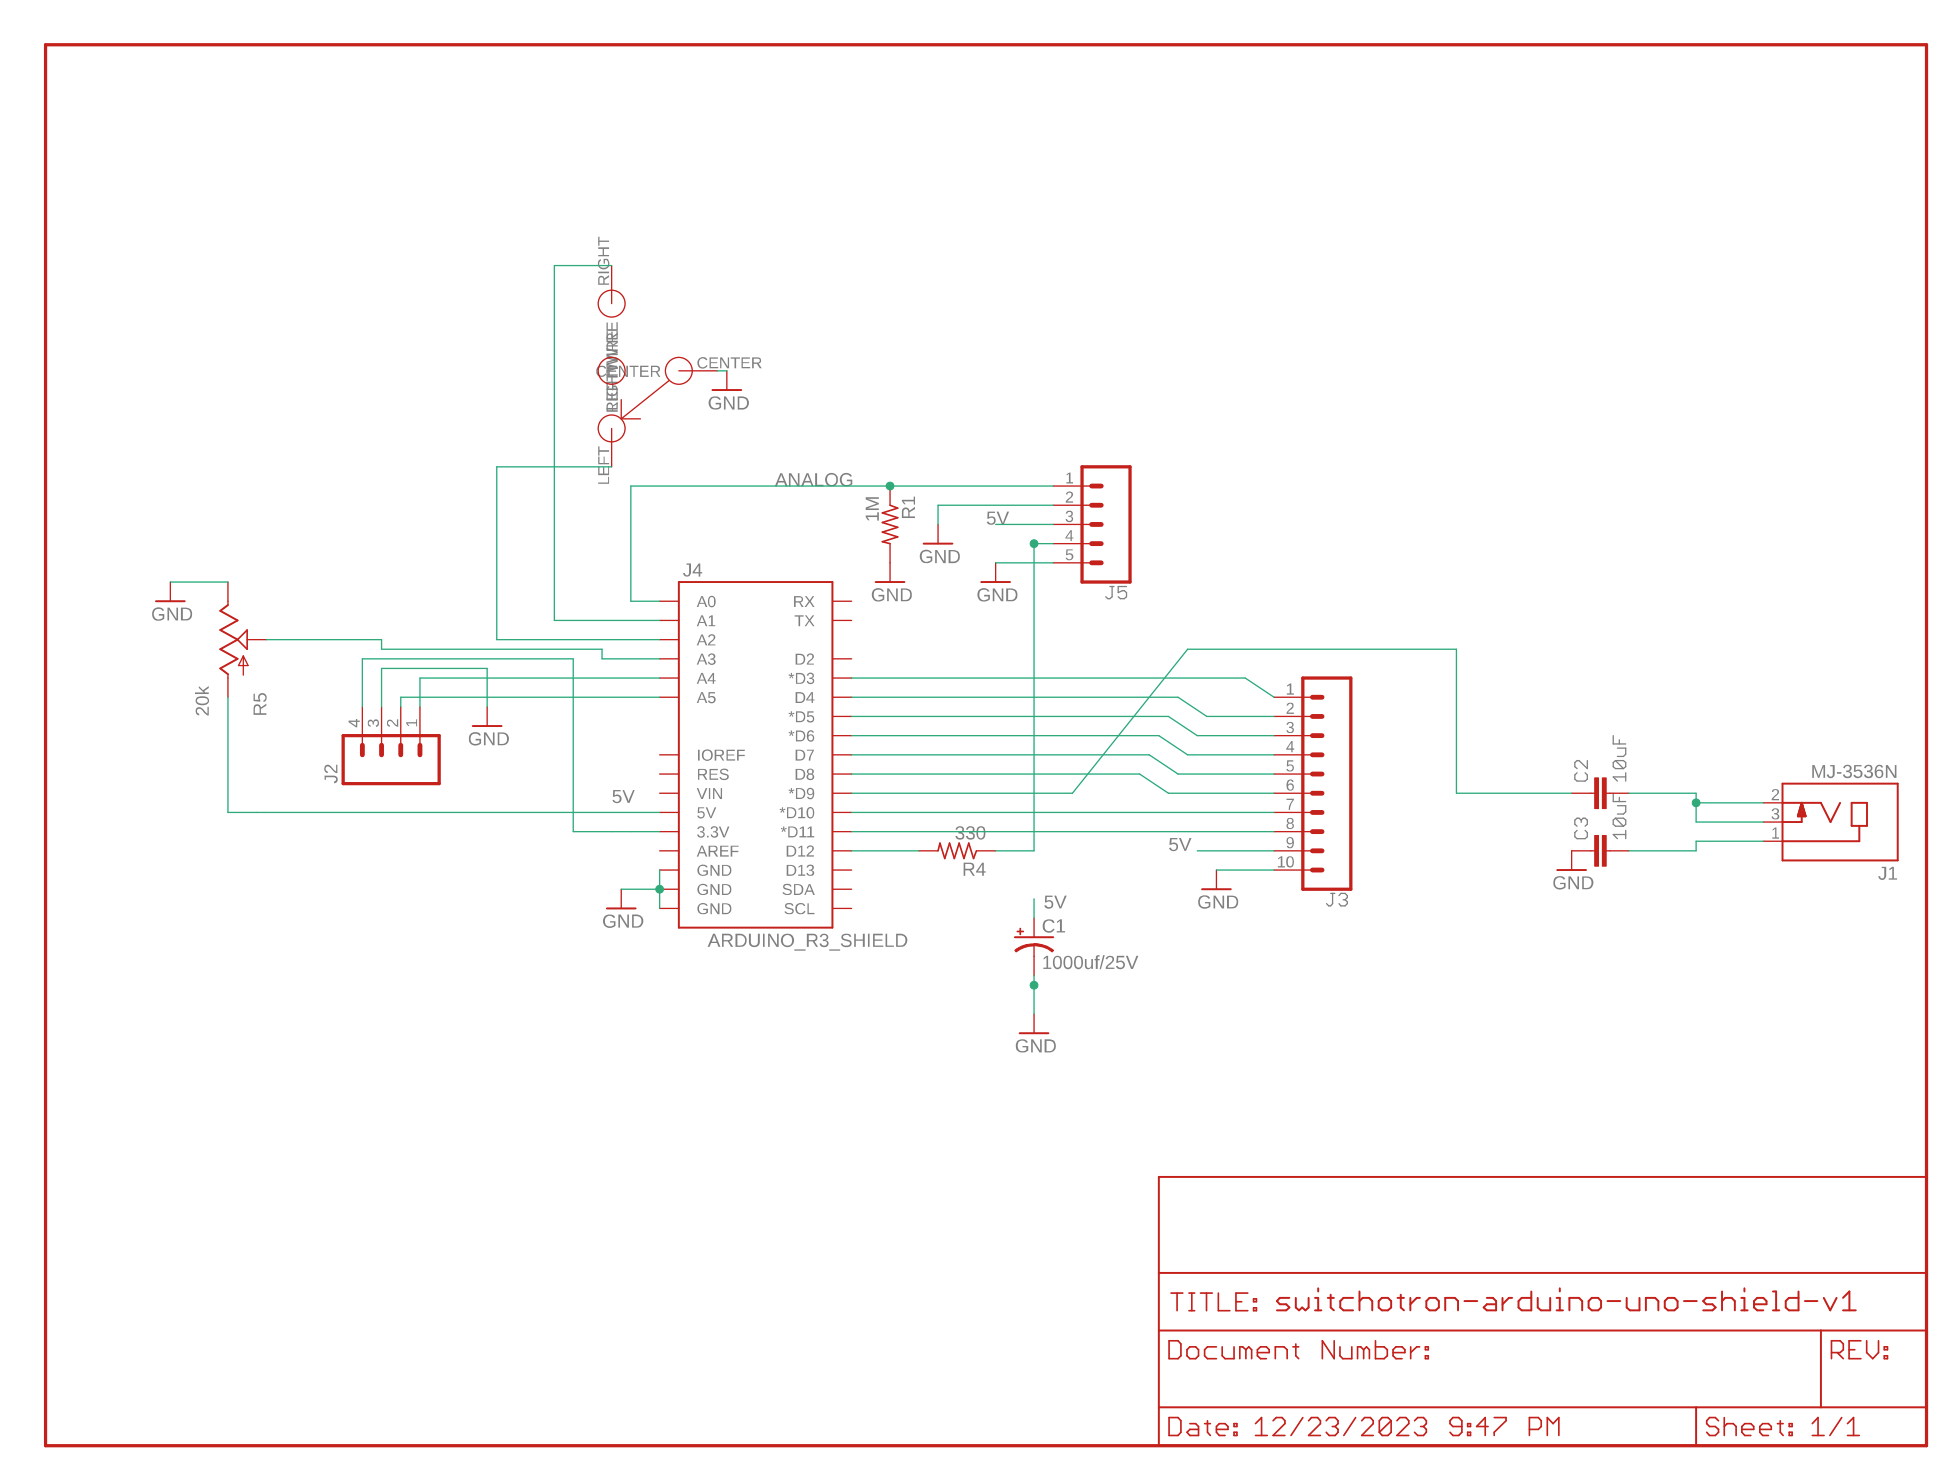 RIGHT
CENTER
CENTER
GND
LEFT
ANALOG
1M
R1
1
2
3
4
5
5V
GND
GND
GND
J5
J4
A0
A1
A2
A3
A4
A5
IOREF
RES
VIN
5V
3.3V
AREF
GND
GND
GND
RX
TX
D2
*D3
D4
*D5
*D6
D7
D8
*D9
*D10
*D11
D12
D13
SDA
SCL
ARDUINO_R3_SHIELD
GND
20k
R5
4
3
2
1
J2
GND
5V
GND
330
R4
5V
C1
+
1000uf/25V
GND
1
2
3
4
5
6
7
8
9
10
5V
GND
J3
C2
10uF
C3
10uF
GND
MJ-3536N
2
3
1
J1
TITLE: switchotron-arduino-uno-shield-v1
Document Number:
REV:
Date: 12/23/2023 9:47 PM
Sheet: 1/1